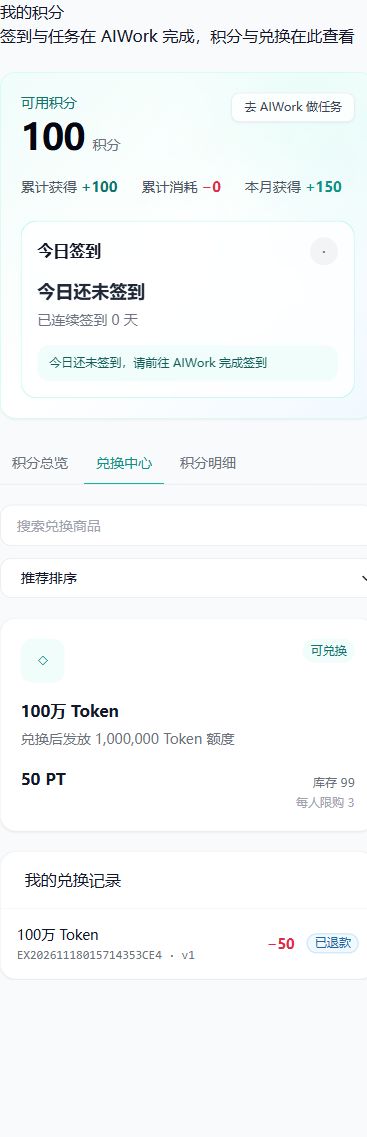 我的积分
签到与任务在 AIWork 完成，积分与兑换在此查看
可用积分
去 AIWork 做任务
100 积分
累计获得 +100 累计消耗 −0 本月获得 +150
今日签到
今日还未签到
已连续签到 0 天
今日还未签到，请前往 AIWork 完成签到
积分总览 兑换中心 积分明细
搜索兑换商品
推荐排序
可兑换
100万 Token
兑换后发放 1,000,000 Token 额度
50 PT
库存 99
每人限购 3
我的兑换记录
100万 Token
EX20261118015714353CE4 · v1
−50 已退款